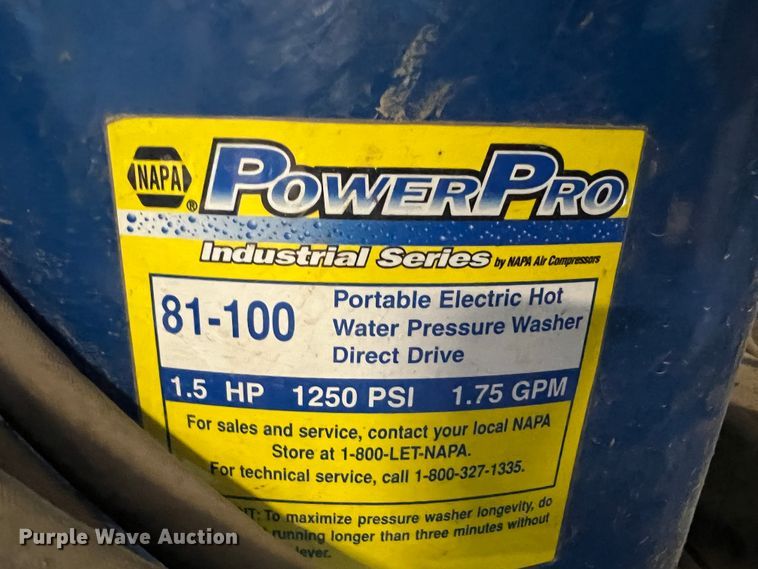 NAPA ®
POWERPRO
Industrial Series by NAPA Air Compressors
81-100
Portable Electric Hot
Water Pressure Washer
Direct Drive
1.5 HP 1250 PSI 1.75 GPM
For sales and service, contact your local NAPA
Store at 1-800-LET-NAPA.
For technical service, call 1-800-327-1335.
To maximize pressure washer longevity, do
running longer than three minutes without
Purple Wave Auction